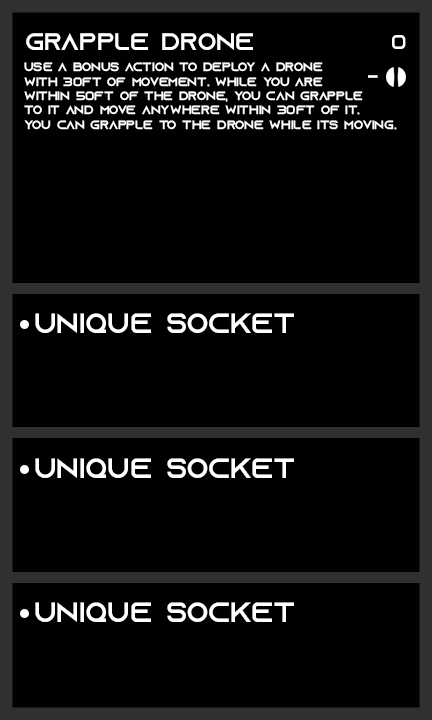 GRAPPLE DRONE 0
USE A BONUS ACTION TO DEPLOY A DRONE
WITH 30FT OF MOVEMENT. WHILE YOU ARE -
WITHIN 50FT OF THE DRONE, YOU CAN GRAPPLE
TO IT AND MOVE ANYWHERE WITHIN 30FT OF IT.
YOU CAN GRAPPLE TO THE DRONE WHILE ITS MOVING.
•UNIQUE SOCKET
•UNIQUE SOCKET
•UNIQUE SOCKET